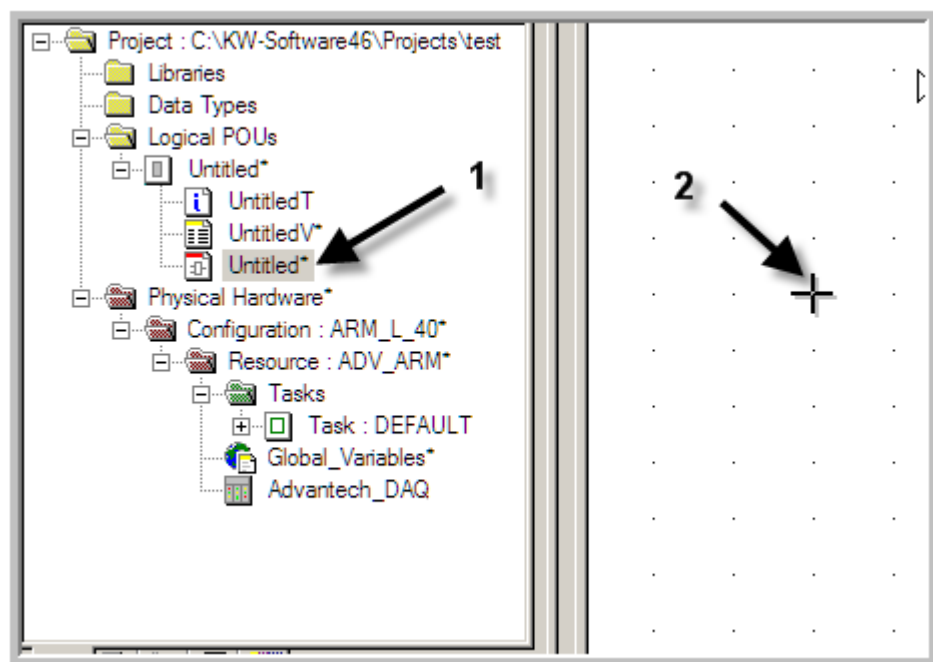 Project : C:\KW-Software46\Projects\test
Libraries
Data Types
Logical POUs
Untitled*
UntitledT
UntitledV*
Untitled*
Physical Hardware*
Configuration : ARM_L_40*
Resource : ADV_ARM*
Tasks
Task : DEFAULT
Global_Variables*
Advantech_DAQ
1
2